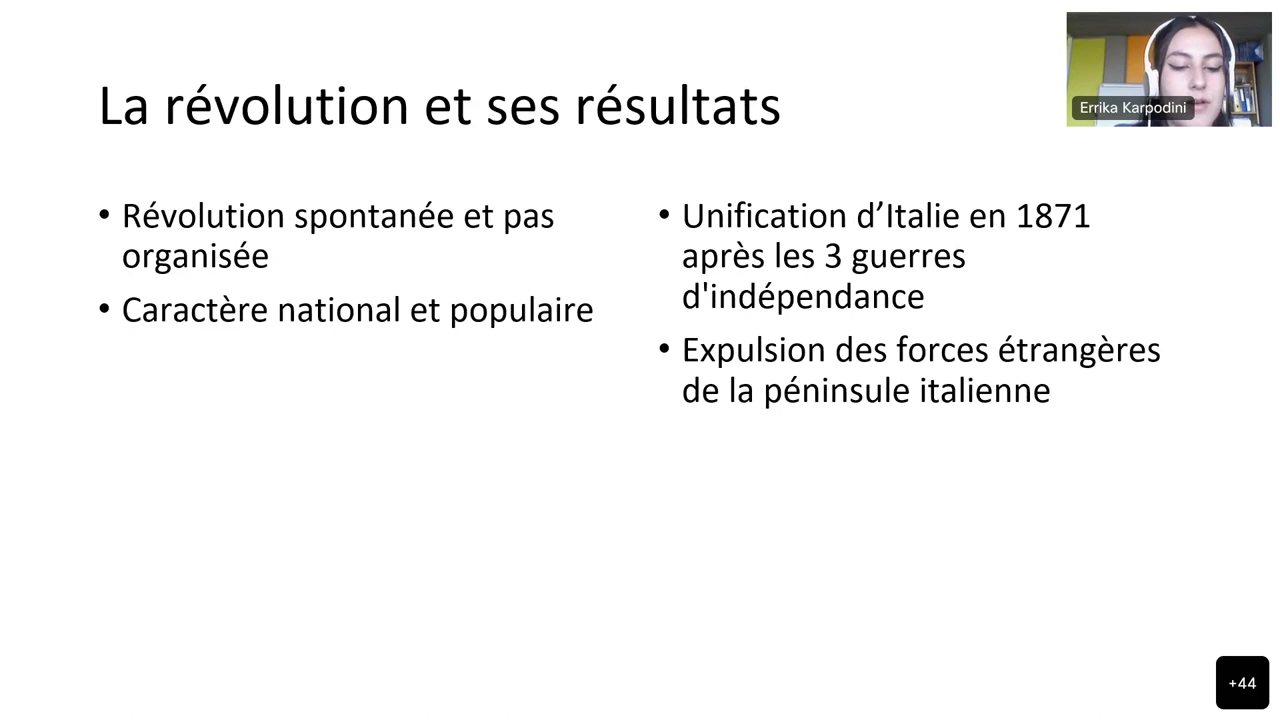 La révolution et ses résultats
Errika Karpodini
• Révolution spontanée et pas
organisée
• Caractère national et populaire
• Unification d’Italie en 1871
après les 3 guerres
d'indépendance
• Expulsion des forces étrangères
de la péninsule italienne
+44